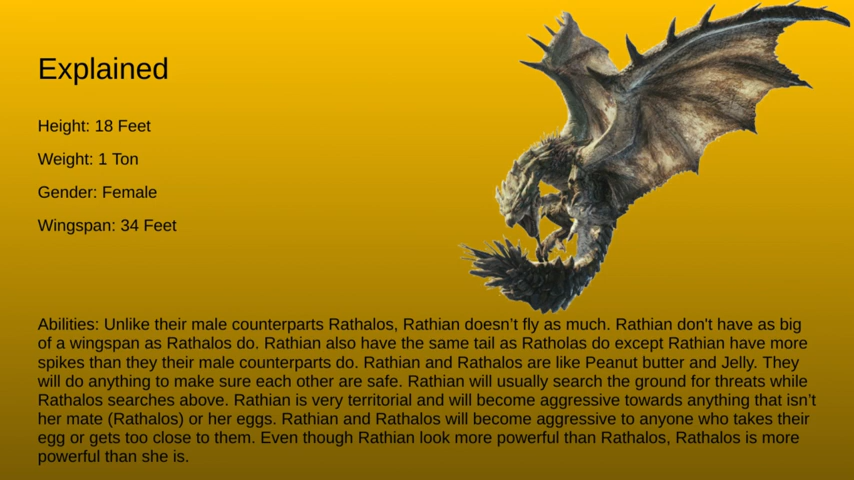 Explained
Height: 18 Feet
Weight: 1 Ton
Gender: Female
Wingspan: 34 Feet
Abilities: Unlike their male counterparts Rathalos, Rathian doesn’t fly as much. Rathian don't have as big
of a wingspan as Rathalos do. Rathian also have the same tail as Ratholas do except Rathian have more
spikes than they their male counterparts do. Rathian and Rathalos are like Peanut butter and Jelly. They
will do anything to make sure each other are safe. Rathian will usually search the ground for threats while
Rathalos searches above. Rathian is very territorial and will become aggressive towards anything that isn’t
her mate (Rathalos) or her eggs. Rathian and Rathalos will become aggressive to anyone who takes their
egg or gets too close to them. Even though Rathian look more powerful than Rathalos, Rathalos is more
powerful than she is.